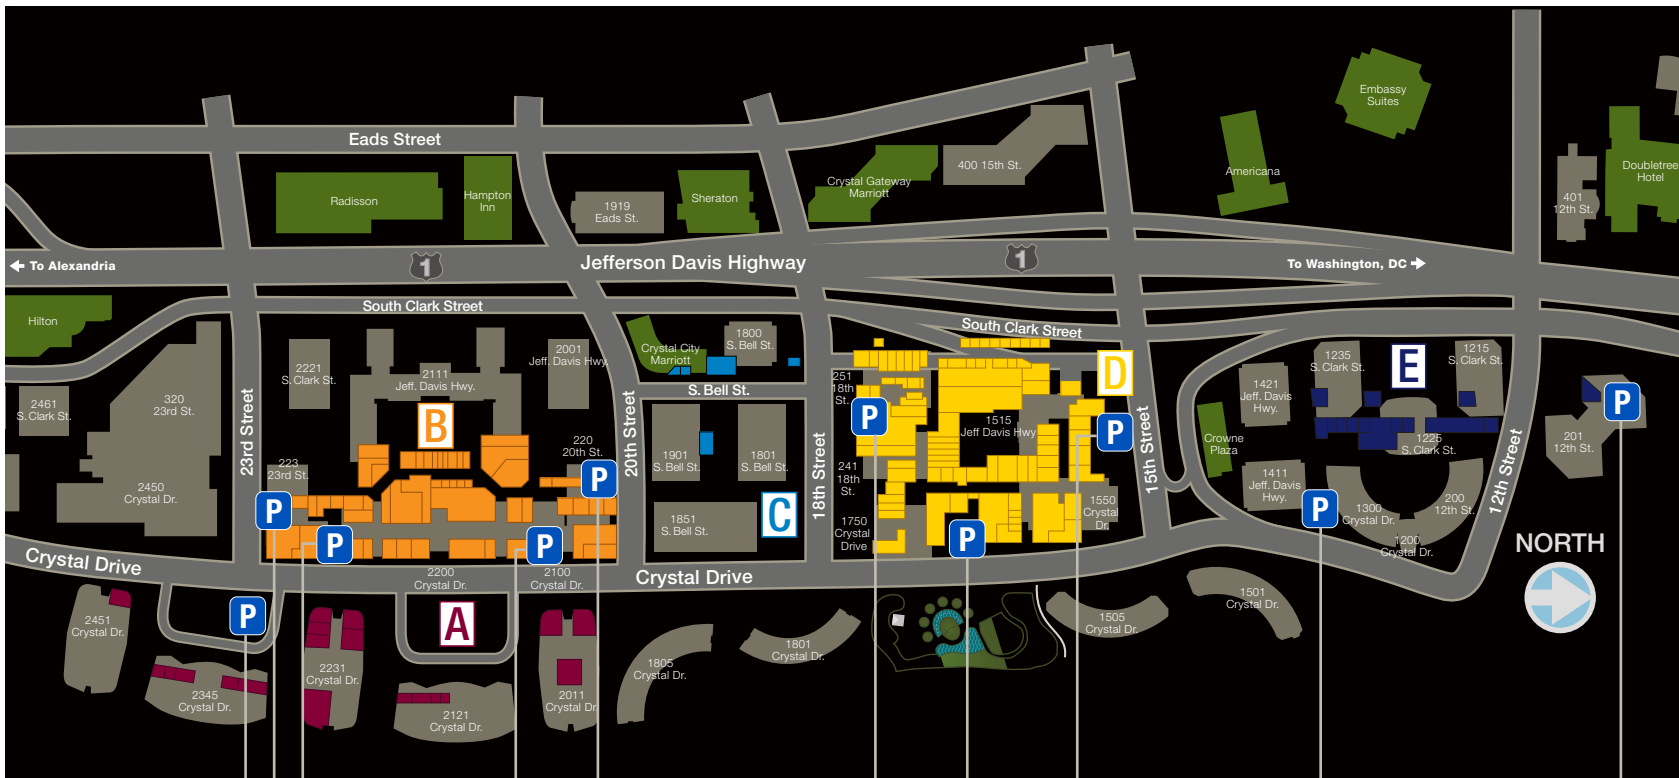 Embassy
Suites
Eads Street
Doubletree
Hotel
400 15th St.
Americana
Crystal Gateway
Marriott
Radisson
Hampton
Inn
Sheraton
1919
Eads St.
401
12th St.
1
1
Jefferson Davis Highway
To Alexandria
To Washington, DC
South Clark Street
South Clark Street
Hilton
Crystal City
Marriott
1800
S. Bell St.
2001
Jeff. Davis Hwy.
2221
S. Clark St.
2111
Jeff. Davis Hwy.
1235
S. Clark St.
1215
S. Clark St.
D
E
251
18th
St.
S. Bell St.
1421
Jeff. Davis
Hwy.
320
23rd St.
2461
S. Clark St.
23rd Street
B
20th Street
P
P
P
1515
Jeff Davis Hwy
Crowne
Plaza
1225
S. Clark St.
201
12th St.
220
20th St.
1901
S. Bell St.
1801
S. Bell St.
18th Street
15th Street
12th Street
223
23rd St.
P
241
18th
St.
1411
Jeff. Davis
Hwy.
2450
Crystal Dr.
P
P
P
C
1851
S. Bell St.
1750
Crystal
Drive
P
1550
Crystal
Dr.
P
1300
Crystal Dr.
200
12th St.
1200
Crystal Dr.
NORTH
Crystal Drive
2200
Crystal Dr.
2100
Crystal Dr.
Crystal Drive
P
A
2451
Crystal Dr.
1501
Crystal Dr.
1505
Crystal Dr.
1801
Crystal Dr.
1805
Crystal Dr.
2231
Crystal Dr.
2345
Crystal Dr.
2011
Crystal Dr.
2121
Crystal Dr.